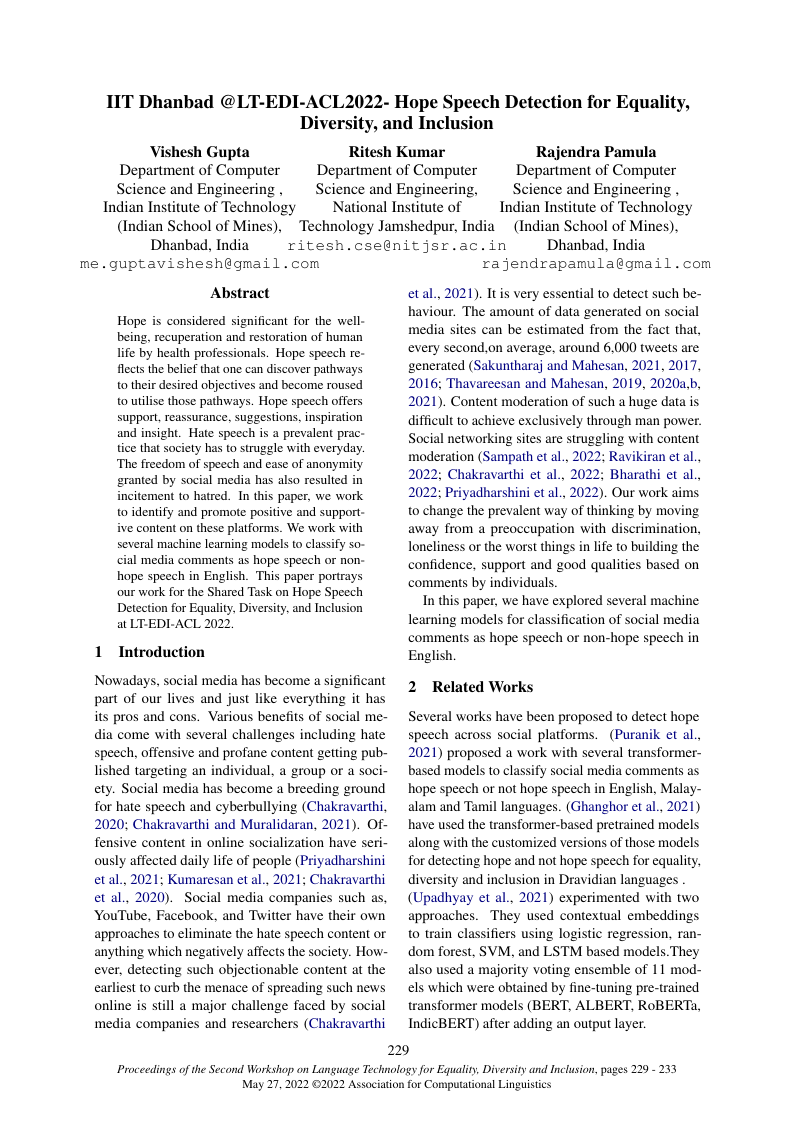 IIT Dhanbad @LT-EDI-ACL2022- Hope Speech Detection for Equality,
Diversity, and Inclusion
Vishesh Gupta
Department of Computer
Science and Engineering ,
Indian Institute of Technology
(Indian School of Mines),
Dhanbad, India
me.guptavishesh@gmail.com
Ritesh Kumar
Department of Computer
Science and Engineering,
National Institute of
Technology Jamshedpur, India
ritesh.cse@nitjsr.ac.in
Rajendra Pamula
Department of Computer
Science and Engineering ,
Indian Institute of Technology
(Indian School of Mines),
Dhanbad, India
rajendrapamula@gmail.com
Abstract
Hope is considered significant for the well-
being, recuperation and restoration of human
life by health professionals. Hope speech re-
flects the belief that one can discover pathways
to their desired objectives and become roused
to utilise those pathways. Hope speech offers
support, reassurance, suggestions, inspiration
and insight. Hate speech is a prevalent prac-
tice that society has to struggle with everyday.
The freedom of speech and ease of anonymity
granted by social media has also resulted in
incitement to hatred. In this paper, we work
to identify and promote positive and support-
ive content on these platforms. We work with
several machine learning models to classify so-
cial media comments as hope speech or non-
hope speech in English. This paper portrays
our work for the Shared Task on Hope Speech
Detection for Equality, Diversity, and Inclusion
at LT-EDI-ACL 2022.
1 Introduction
Nowadays, social media has become a significant
part of our lives and just like everything it has
its pros and cons. Various benefits of social me-
dia come with several challenges including hate
speech, offensive and profane content getting pub-
lished targeting an individual, a group or a soci-
ety. Social media has become a breeding ground
for hate speech and cyberbullying (Chakravarthi,
2020; Chakravarthi and Muralidaran, 2021). Of-
fensive content in online socialization have seri-
ously affected daily life of people (Priyadharshini
et al., 2021; Kumaresan et al., 2021; Chakravarthi
et al., 2020). Social media companies such as,
YouTube, Facebook, and Twitter have their own
approaches to eliminate the hate speech content or
anything which negatively affects the society. How-
ever, detecting such objectionable content at the
earliest to curb the menace of spreading such news
online is still a major challenge faced by social
media companies and researchers (Chakravarthi
et al., 2021). It is very essential to detect such be-
haviour. The amount of data generated on social
media sites can be estimated from the fact that,
every second,on average, around 6,000 tweets are
generated (Sakuntharaj and Mahesan, 2021, 2017,
2016; Thavareesan and Mahesan, 2019, 2020a,b,
2021). Content moderation of such a huge data is
difficult to achieve exclusively through man power.
Social networking sites are struggling with content
moderation (Sampath et al., 2022; Ravikiran et al.,
2022; Chakravarthi et al., 2022; Bharathi et al.,
2022; Priyadharshini et al., 2022). Our work aims
to change the prevalent way of thinking by moving
away from a preoccupation with discrimination,
loneliness or the worst things in life to building the
confidence, support and good qualities based on
comments by individuals.
In this paper, we have explored several machine
learning models for classification of social media
comments as hope speech or non-hope speech in
English.
2 Related Works
Several works have been proposed to detect hope
speech across social platforms. (Puranik et al.,
2021) proposed a work with several transformer-
based models to classify social media comments as
hope speech or not hope speech in English, Malay-
alam and Tamil languages. (Ghanghor et al., 2021)
have used the transformer-based pretrained models
along with the customized versions of those models
for detecting hope and not hope speech for equality,
diversity and inclusion in Dravidian languages .
(Upadhyay et al., 2021) experimented with two
approaches. They used contextual embeddings
to train classifiers using logistic regression, ran-
dom forest, SVM, and LSTM based models.They
also used a majority voting ensemble of 11 mod-
els which were obtained by fine-tuning pre-trained
transformer models (BERT, ALBERT, RoBERTa,
IndicBERT) after adding an output layer.
229
Proceedings of the Second Workshop on Language Technology for Equality, Diversity and Inclusion, pages 229 - 233
May 27, 2022 ©2022 Association for Computational Linguistics